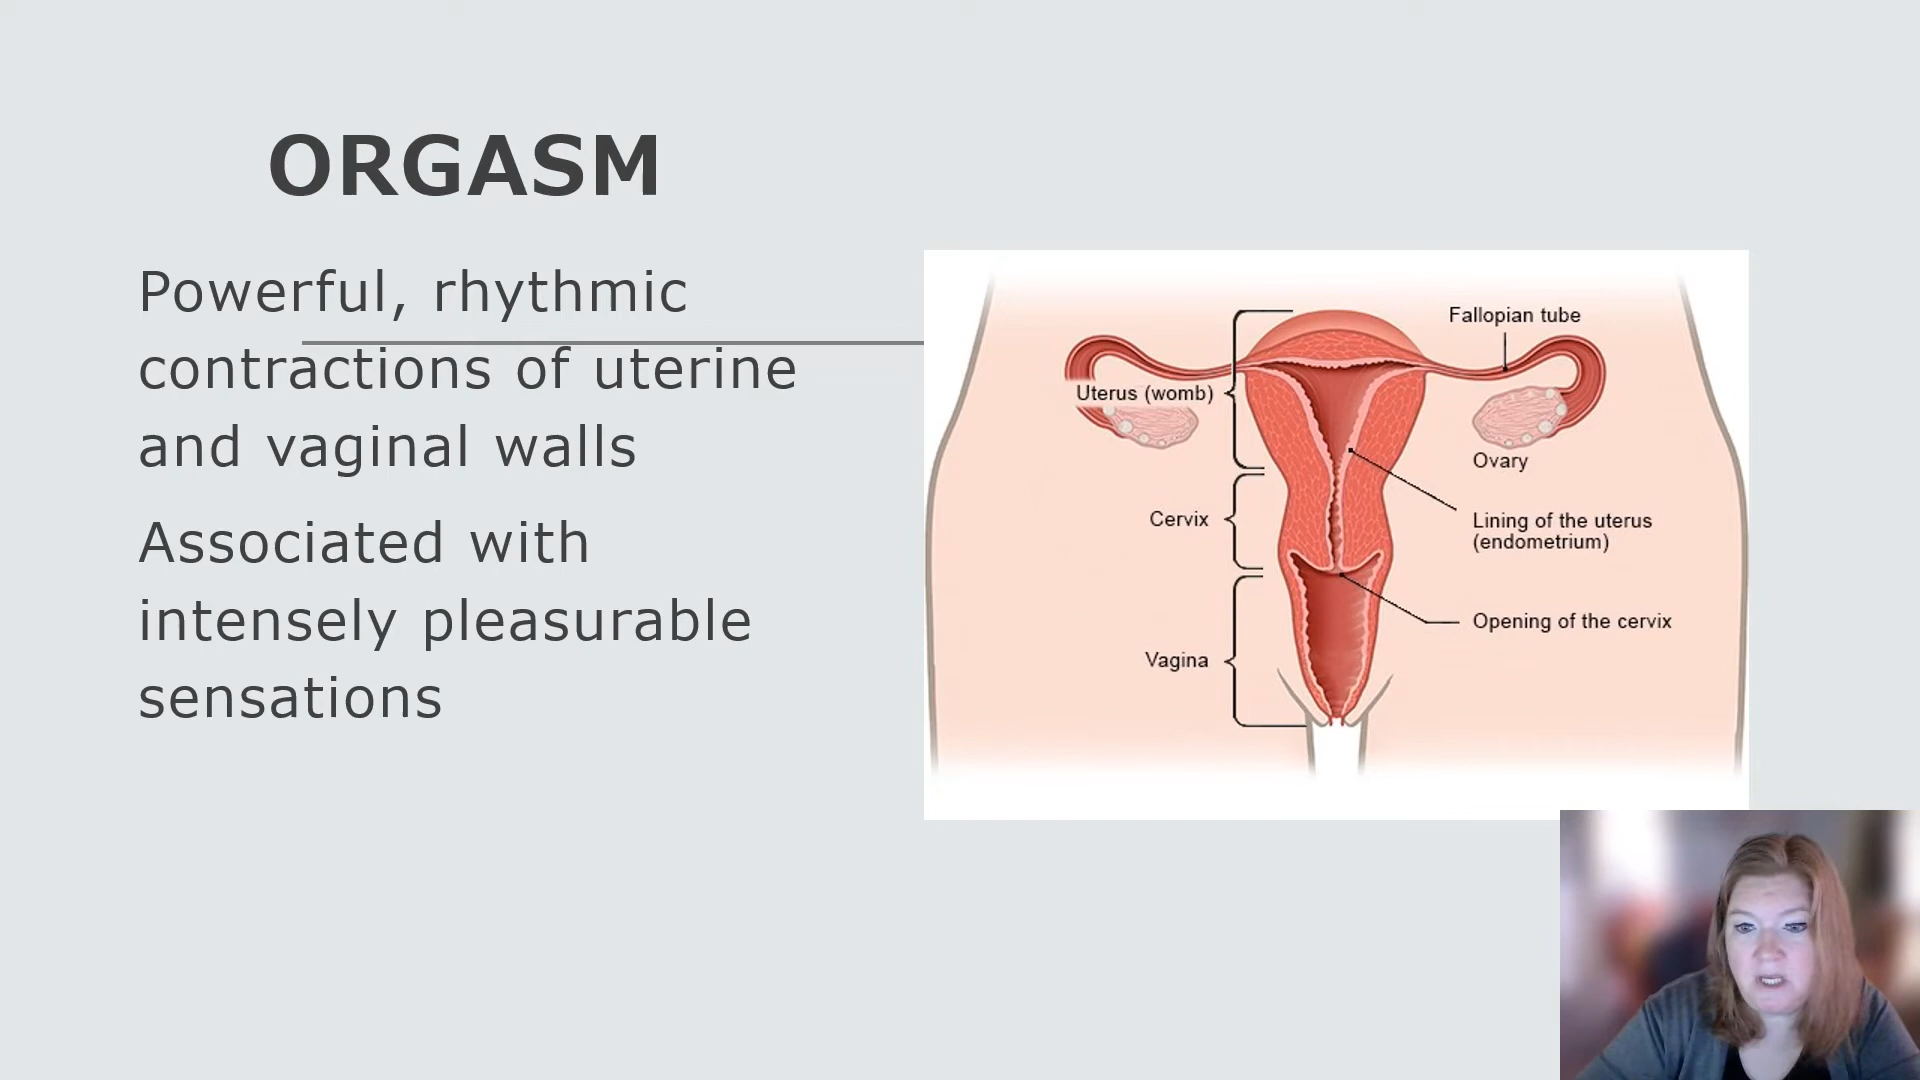 ORGASM
Powerful, rhythmic
contractions of uterine
and vaginal walls
Associated with
intensely pleasurable
sensations
Fallopian tube
Uterus (womb)
Ovary
Cervix
Lining of the uterus
(endometrium)
Opening of the cervix
Vagina